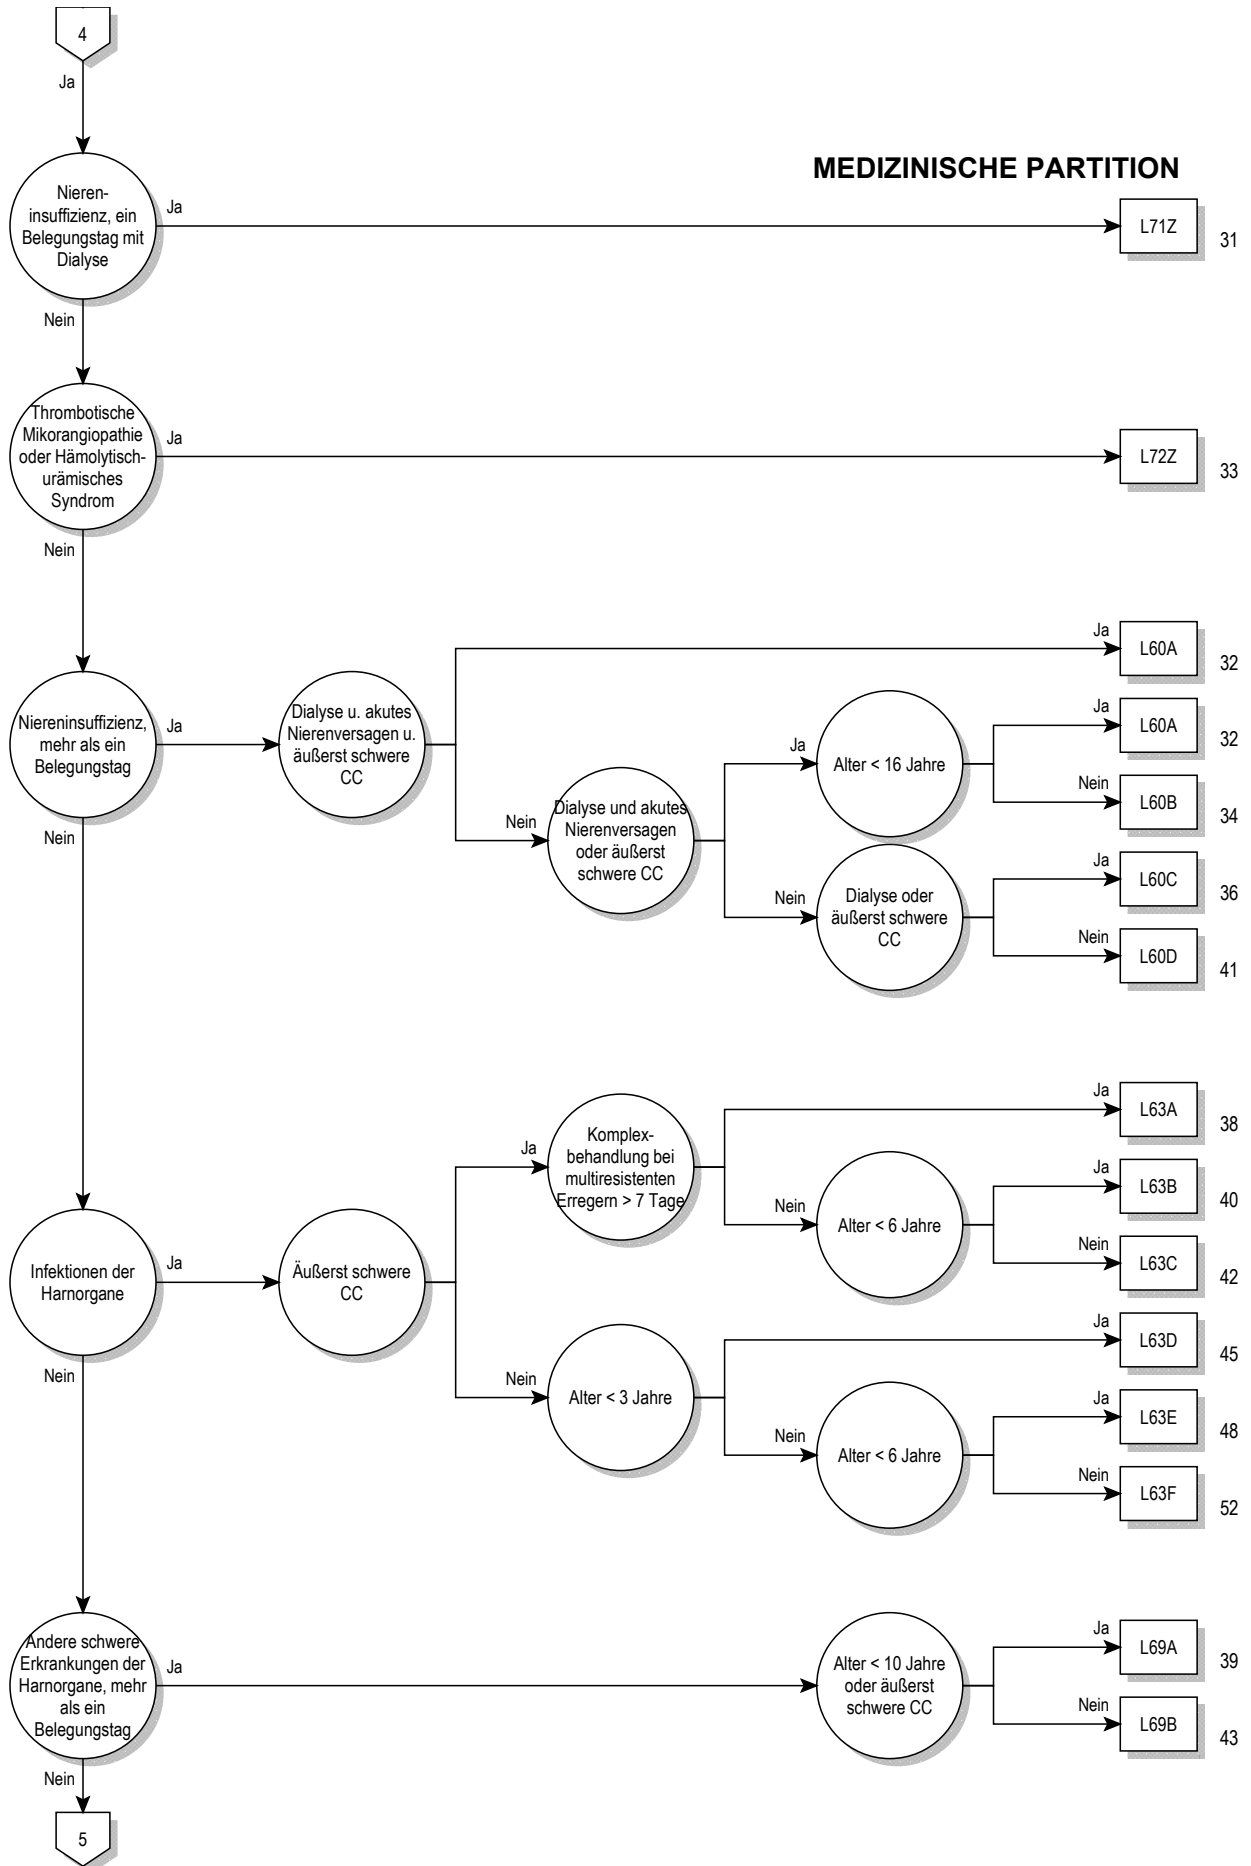 4
Ja
MEDIZINISCHE PARTITION
Nieren-
insuffizienz, ein
Belegungstag mit
Dialyse
Ja
L71Z
31
Nein
Thrombotische
Mikorangiopathie
oder Hämolytisch-
urämisches
Syndrom
Ja
L72Z
33
Nein
Niereninsuffizienz,
mehr als ein
Belegungstag
Ja
Dialyse u. akutes
Nierenversagen u.
äußerst schwere
CC
Ja
L60A
32
Nein
Dialyse und akutes
Nierenversagen
oder äußerst
schwere CC
Ja
Alter < 16 Jahre
Ja
L60A
32
Nein
L60B
34
Nein
Dialyse oder
äußerst schwere
CC
Ja
L60C
36
Nein
L60D
41
Nein
Infektionen der
Harnorgane
Ja
Äußerst schwere
CC
Ja
Komplex-
behandlung bei
multiresistenten
Erregern > 7 Tage
Ja
L63A
38
Nein
Alter < 6 Jahre
Ja
L63B
40
Nein
L63C
42
Nein
Alter < 3 Jahre
Ja
L63D
45
Nein
Alter < 6 Jahre
Ja
L63E
48
Nein
L63F
52
Nein
Andere schwere
Erkrankungen der
Harnorgane, mehr
als ein
Belegungstag
Ja
Alter < 10 Jahre
oder äußerst
schwere CC
Ja
L69A
39
Nein
L69B
43
Nein
5